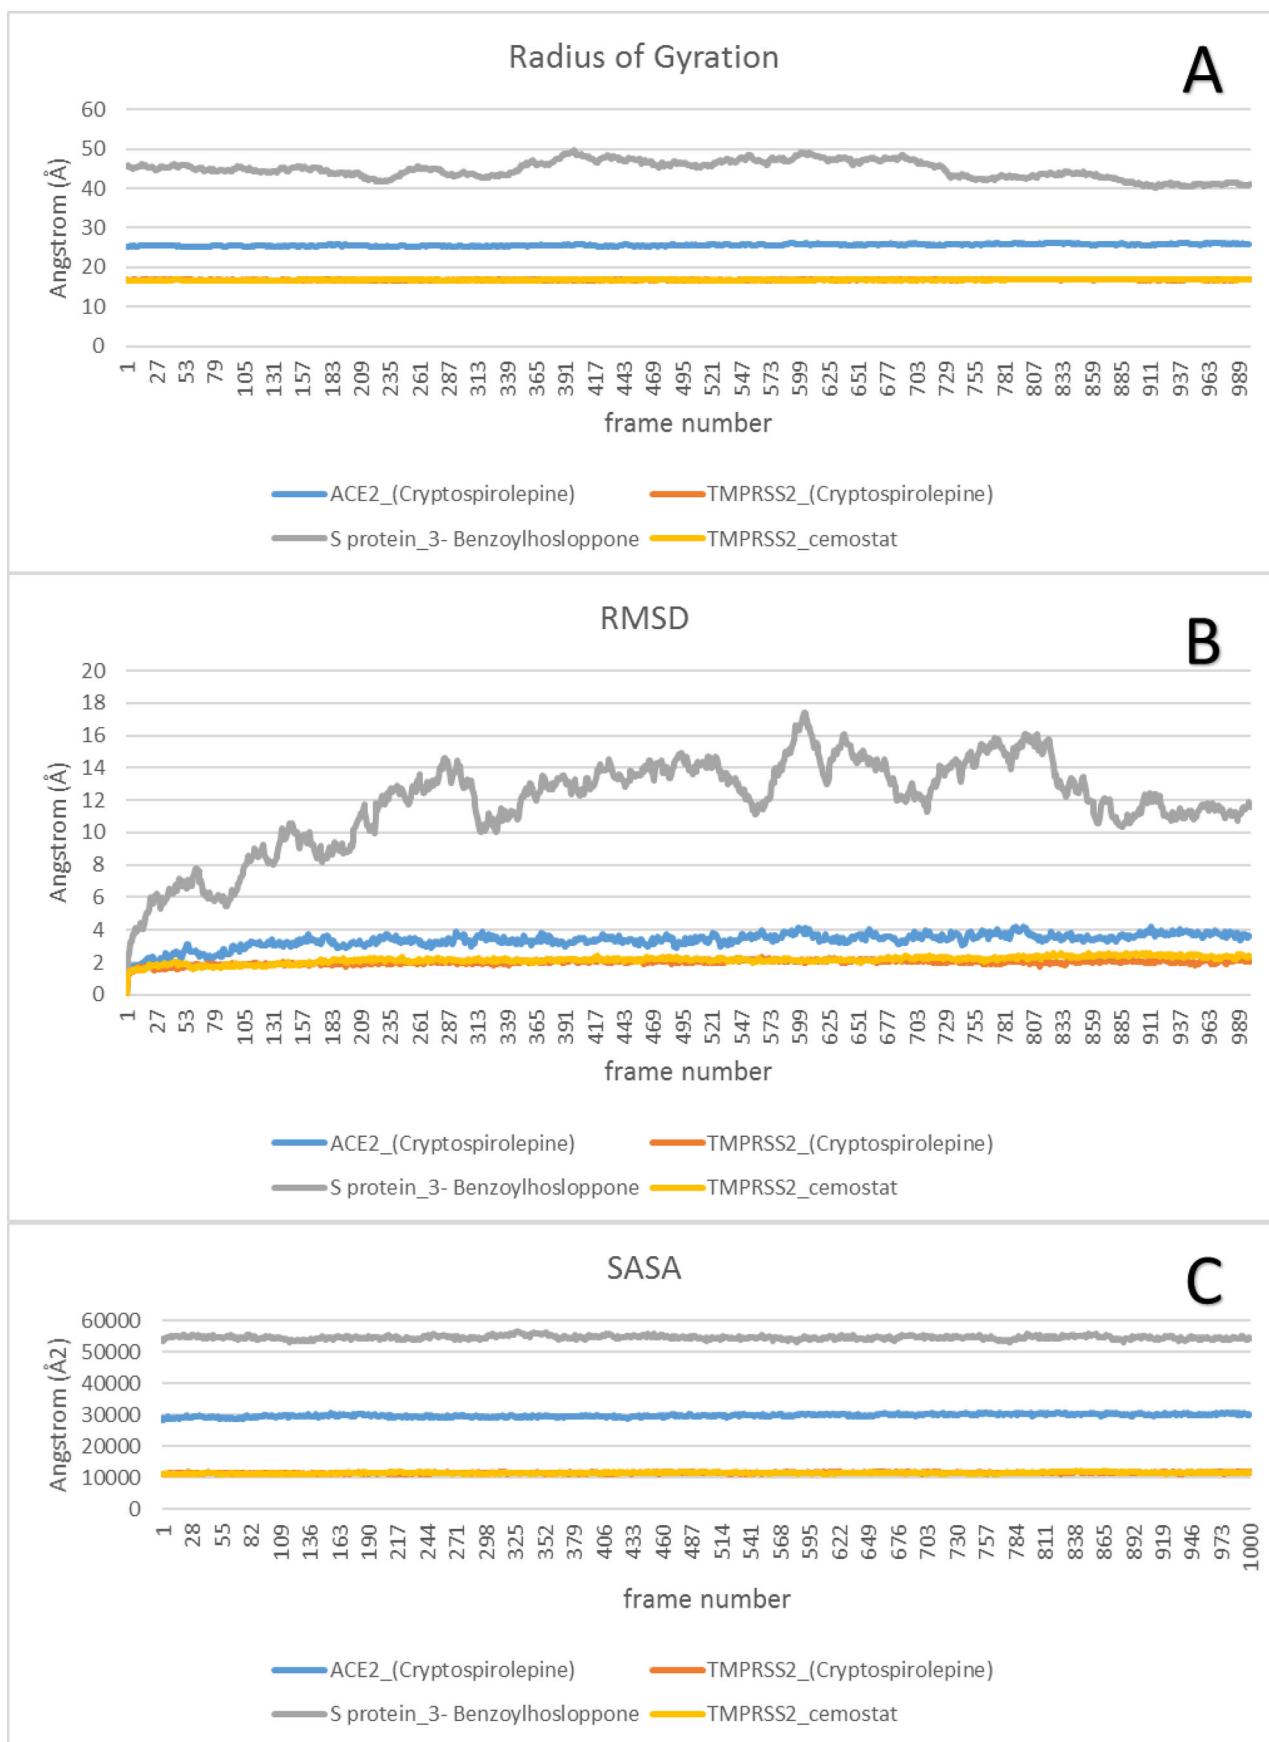 Radius of Gyration
A
Angstrom (Å)
60
50
40
30
20
10
0
1 27 53 79 105 131 157 183 209 235 261 287 313 339 365 391 417 443 469 495 521 547 573 599 625 651 677 703 729 755 781 807 833 859 885 911 937 963 989
frame number
ACE2_(Cryptospirolepine) TMPRSS2_(Cryptospirolepine)
S protein_3- Benzoylhosloppone TMPRSS2_cemostat
RMSD
B
Angstrom (Å)
20
18
16
14
12
10
8
6
4
2
0
1 27 53 79 105 131 157 183 209 235 261 287 313 339 365 391 417 443 469 495 521 547 573 599 625 651 677 703 729 755 781 807 833 859 885 911 937 963 989
frame number
ACE2_(Cryptospirolepine) TMPRSS2_(Cryptospirolepine)
S protein_3- Benzoylhosloppone TMPRSS2_cemostat
SASA
C
Angstrom (Å2)
60000
50000
40000
30000
20000
10000
0
1 28 55 82 109 136 163 190 217 244 271 298 325 352 379 406 433 460 487 514 541 568 595 622 649 676 703 730 757 784 811 838 865 892 919 946 973 1000
frame number
ACE2_(Cryptospirolepine) TMPRSS2_(Cryptospirolepine)
S protein_3- Benzoylhosloppone TMPRSS2_cemostat